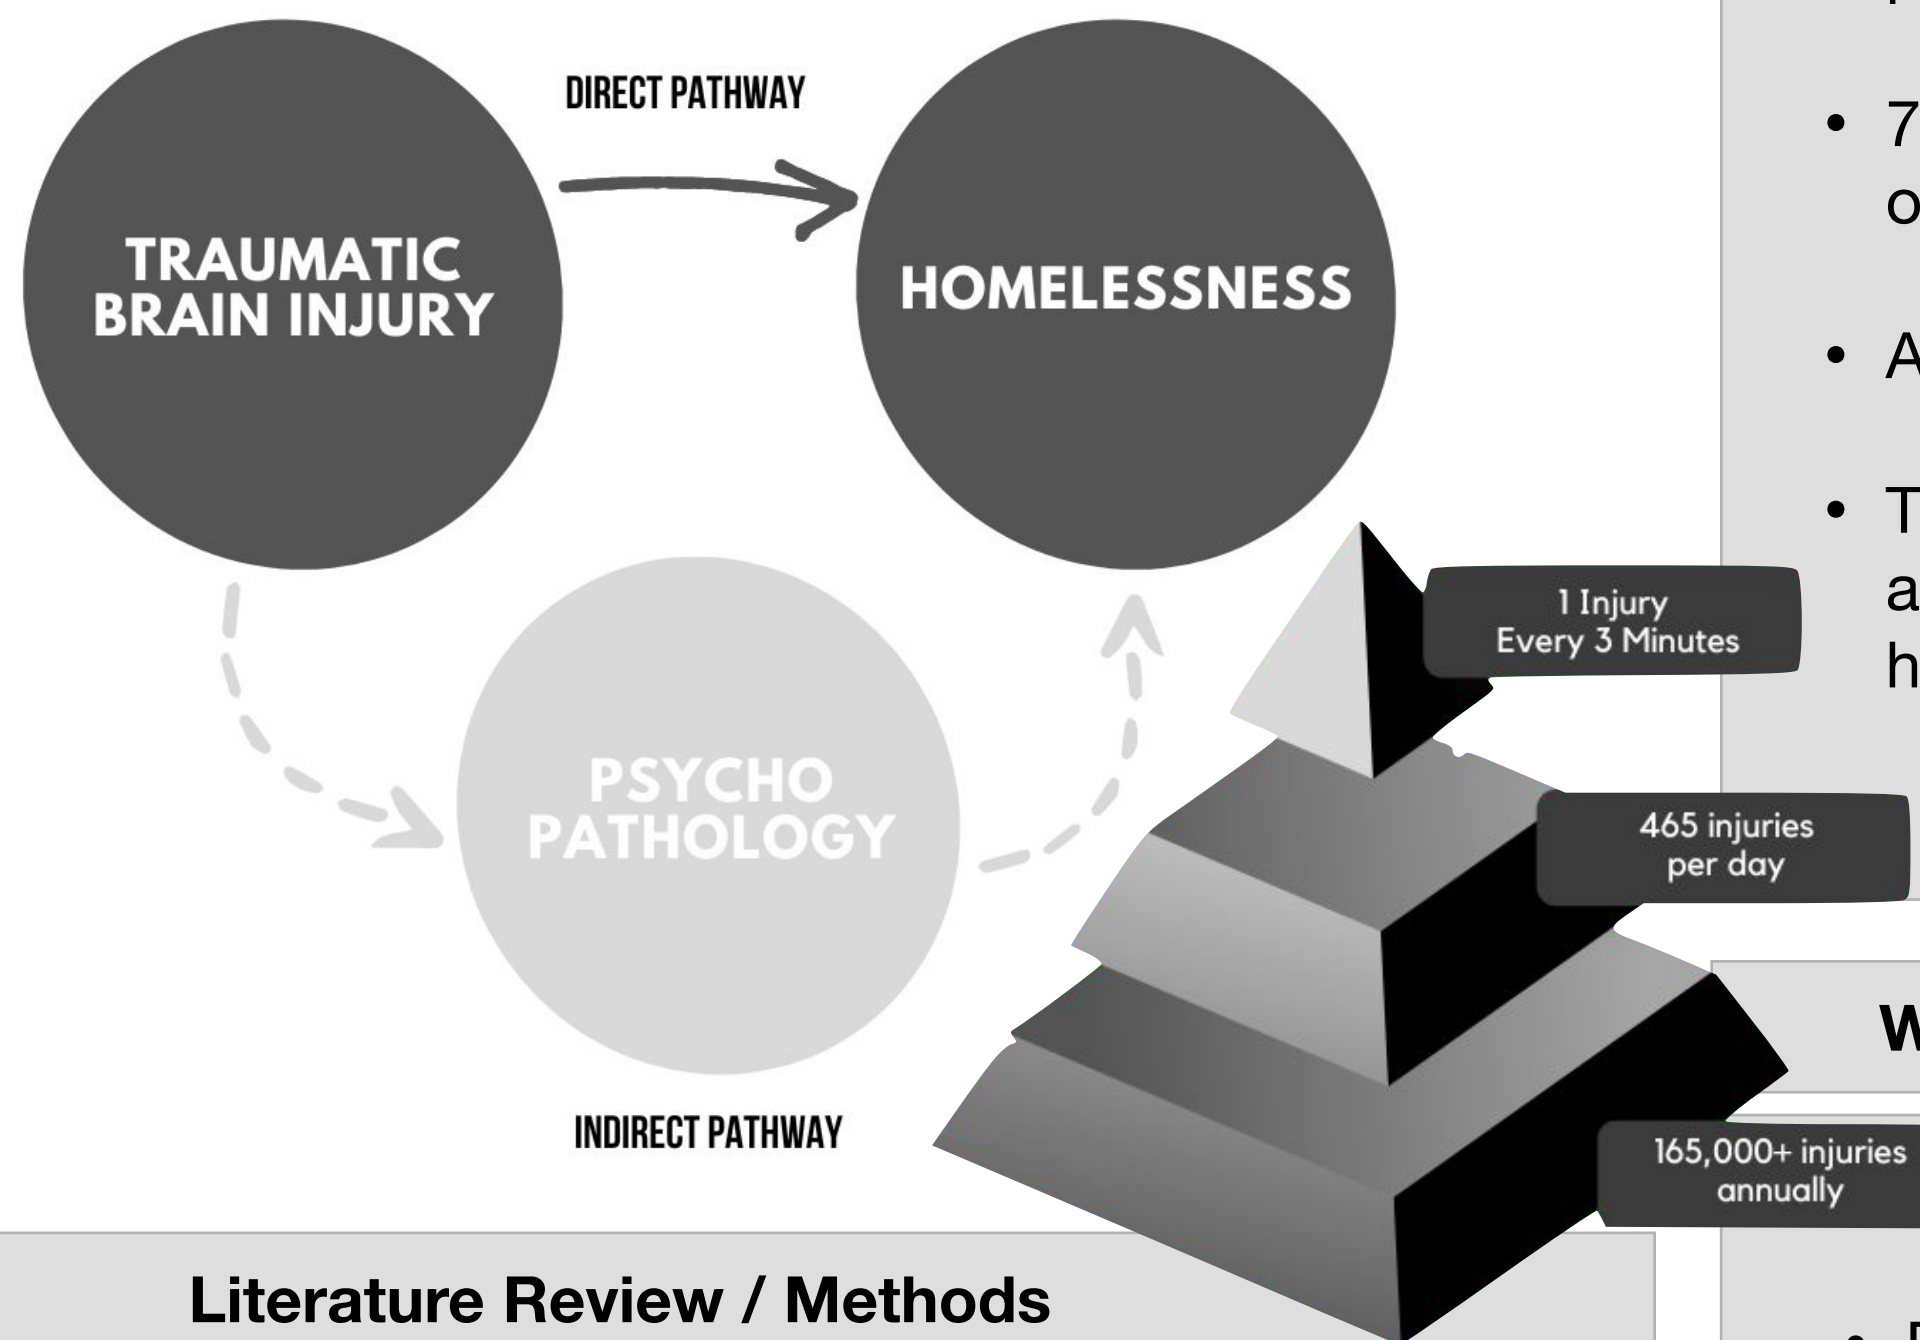 DIRECT PATHWAY
TRAUMATIC
BRAIN INJURY
HOMELESSNESS
PSYCHO
PATHOLOGY
INDIRECT PATHWAY
1 Injury
Every 3 Minutes
465 injuries
per day
165,000+ injuries
annually
Literature Review / Methods